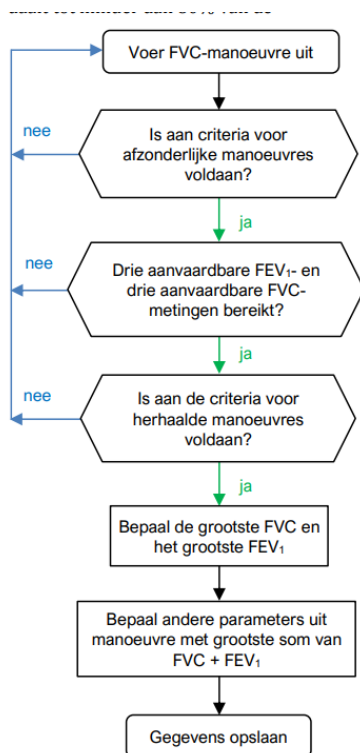 Voer FVC-manoeuvre uit
nee
Is aan criteria voor
afzonderlijke manoeuvres
voldaan?
ja
nee
Drie aanvaardbare FEV₁- en
drie aanvaardbare FVC-
metingen bereikt?
ja
nee
Is aan de criteria voor
herhaalde manoeuvres
voldaan?
ja
Bepaal de grootste FVC en
het grootste FEV₁
Bepaal andere parameters uit
manoeuvre met grootste som van
FVC + FEV₁
Gegevens opslaan